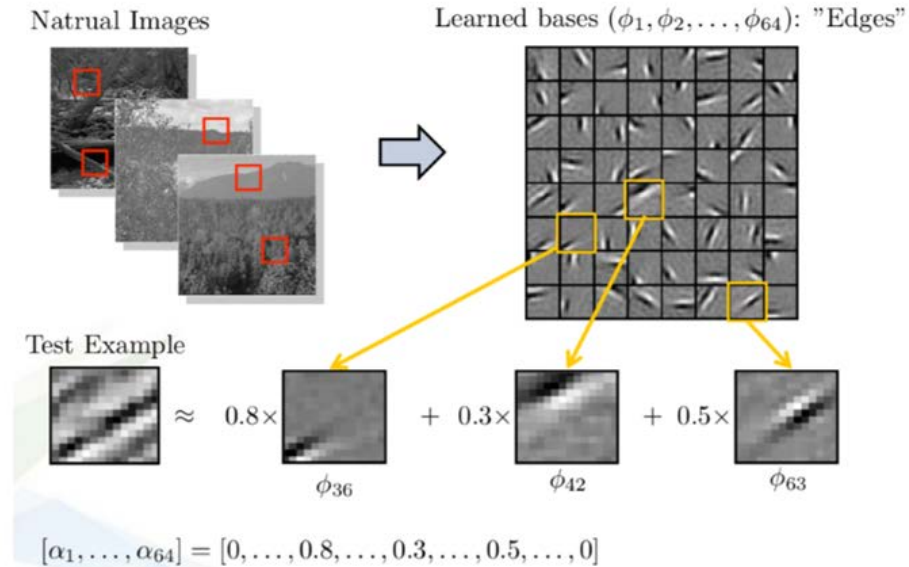 Natrual Images
Learned bases (ϕ₁, ϕ₂, . . . , ϕ₆₄): "Edges"
Test Example
≈ 0.8× + 0.3× + 0.5×
ϕ₃₆ ϕ₄₂ ϕ₆₃
[α₁, . . . , α₆₄] = [0, . . . , 0.8, . . . , 0.3, . . . , 0.5, . . . , 0]